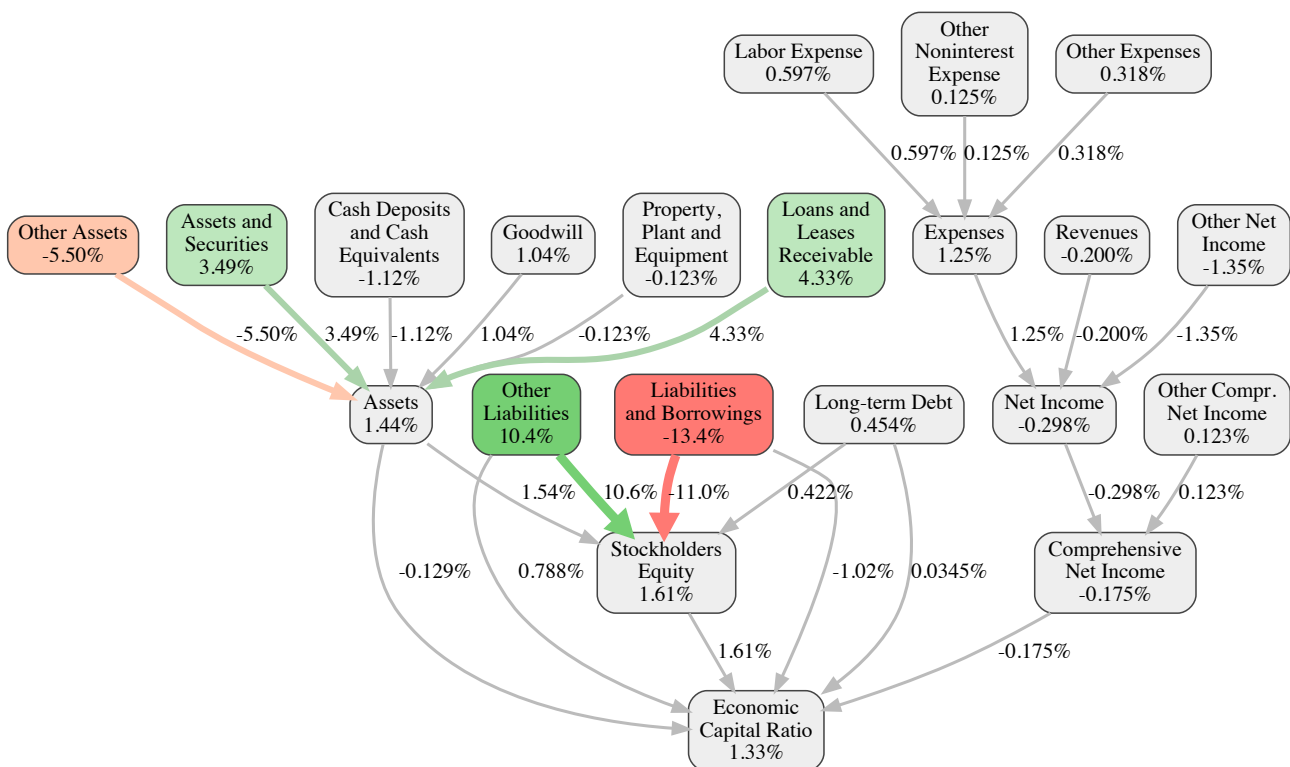 Labor Expense
0.597%
Other
Noninterest
Expense
0.125%
Other Expenses
0.318%
0.597%
0.125%
0.318%
Other Assets
-5.50%
Assets and
Securities
3.49%
Cash Deposits
and Cash
Equivalents
-1.12%
Goodwill
1.04%
Property,
Plant and
Equipment
-0.123%
Loans and
Leases
Receivable
4.33%
Expenses
1.25%
Revenues
-0.200%
Other Net
Income
-1.35%
-5.50%
3.49%
-1.12%
1.04%
-0.123%
4.33%
1.25%
-0.200%
-1.35%
Assets
1.44%
Other
Liabilities
10.4%
Liabilities
and Borrowings
-13.4%
Long-term Debt
0.454%
Net Income
-0.298%
Other Compr.
Net Income
0.123%
1.54%
10.6%
-11.0%
0.422%
-0.298%
0.123%
-0.129%
0.788%
Stockholders
Equity
1.61%
-1.02%
0.0345%
Comprehensive
Net Income
-0.175%
1.61%
-0.175%
Economic
Capital Ratio
1.33%